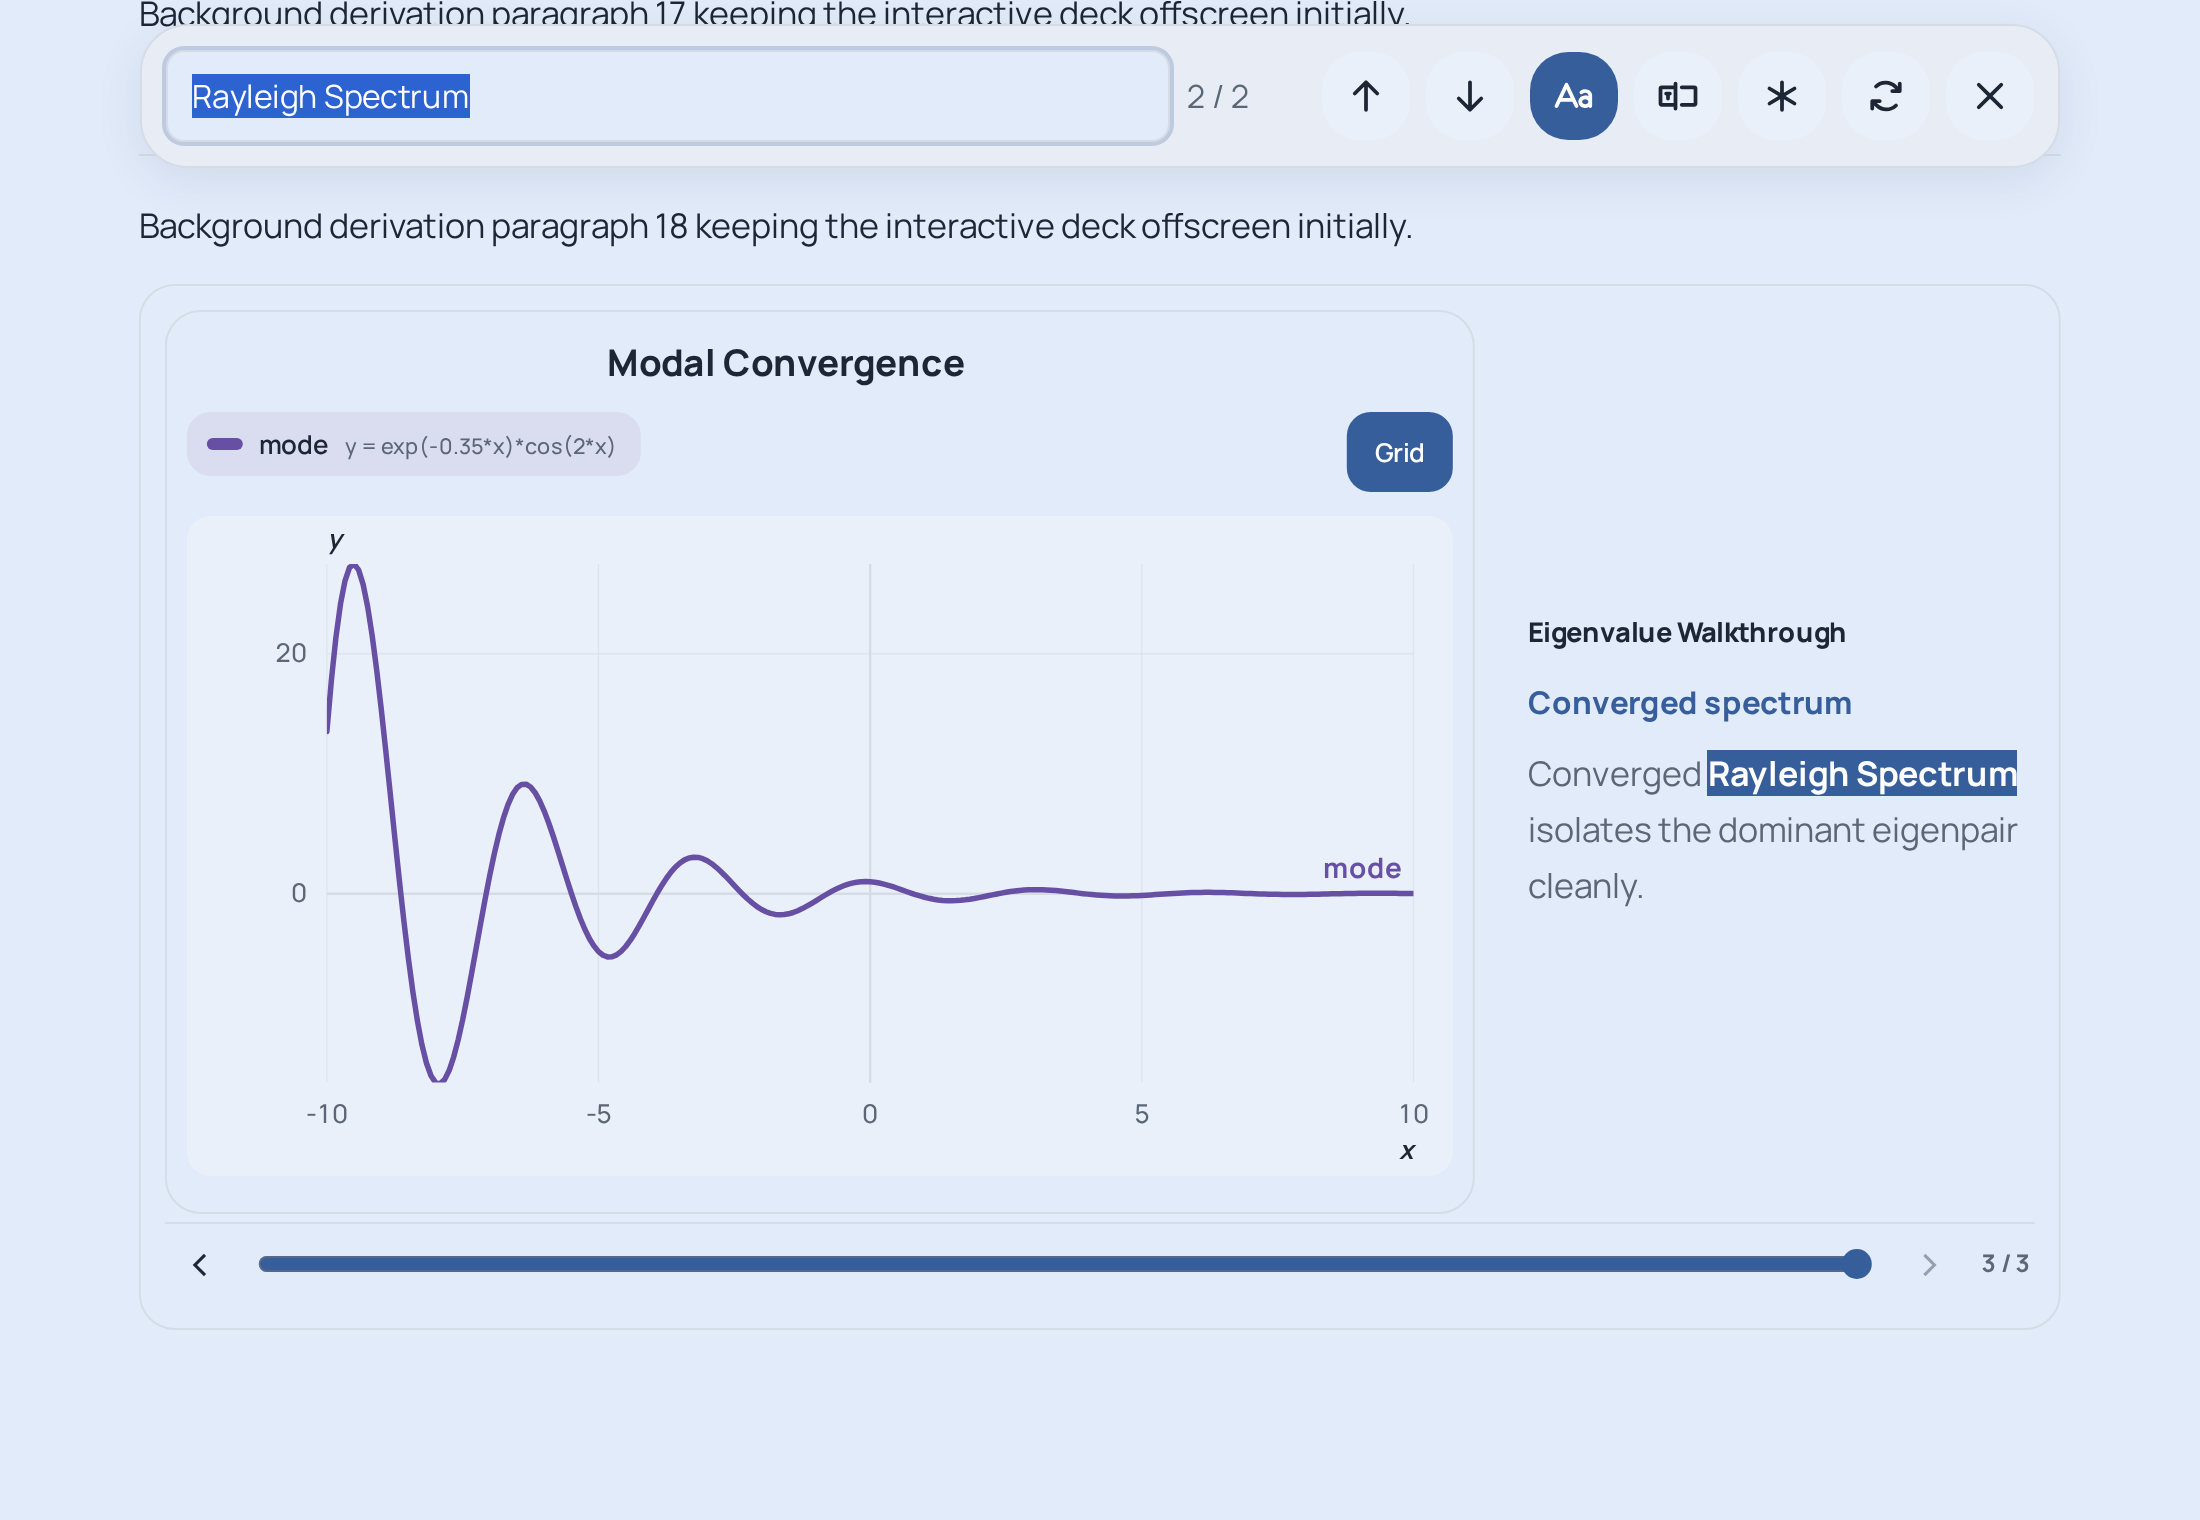 Background derivation paragraph 17 keeping the interactive deck offscreen initially.
Rayleigh Spectrum
2 / 2
Aa
Background derivation paragraph 18 keeping the interactive deck offscreen initially.
Modal Convergence
mode y = exp(-0.35*x)*cos(2*x)
Grid
y
20
0
mode
-10 -5 0 5 10
x
Eigenvalue Walkthrough
Converged spectrum
Converged Rayleigh Spectrum
isolates the dominant eigenpair
cleanly.
3 / 3